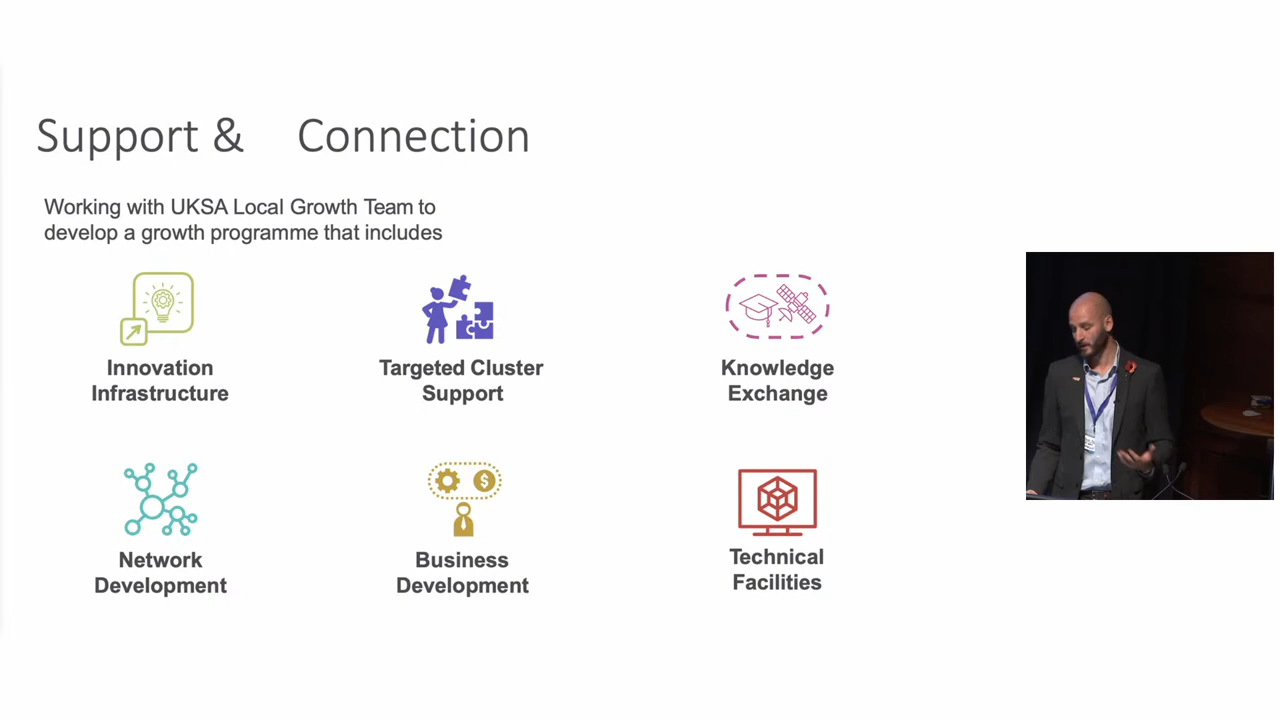 Support & Connection
Working with UKSA Local Growth Team to
develop a growth programme that includes
Innovation
Infrastructure
Targeted Cluster
Support
Knowledge
Exchange
$
Network
Development
Business
Development
Technical
Facilities